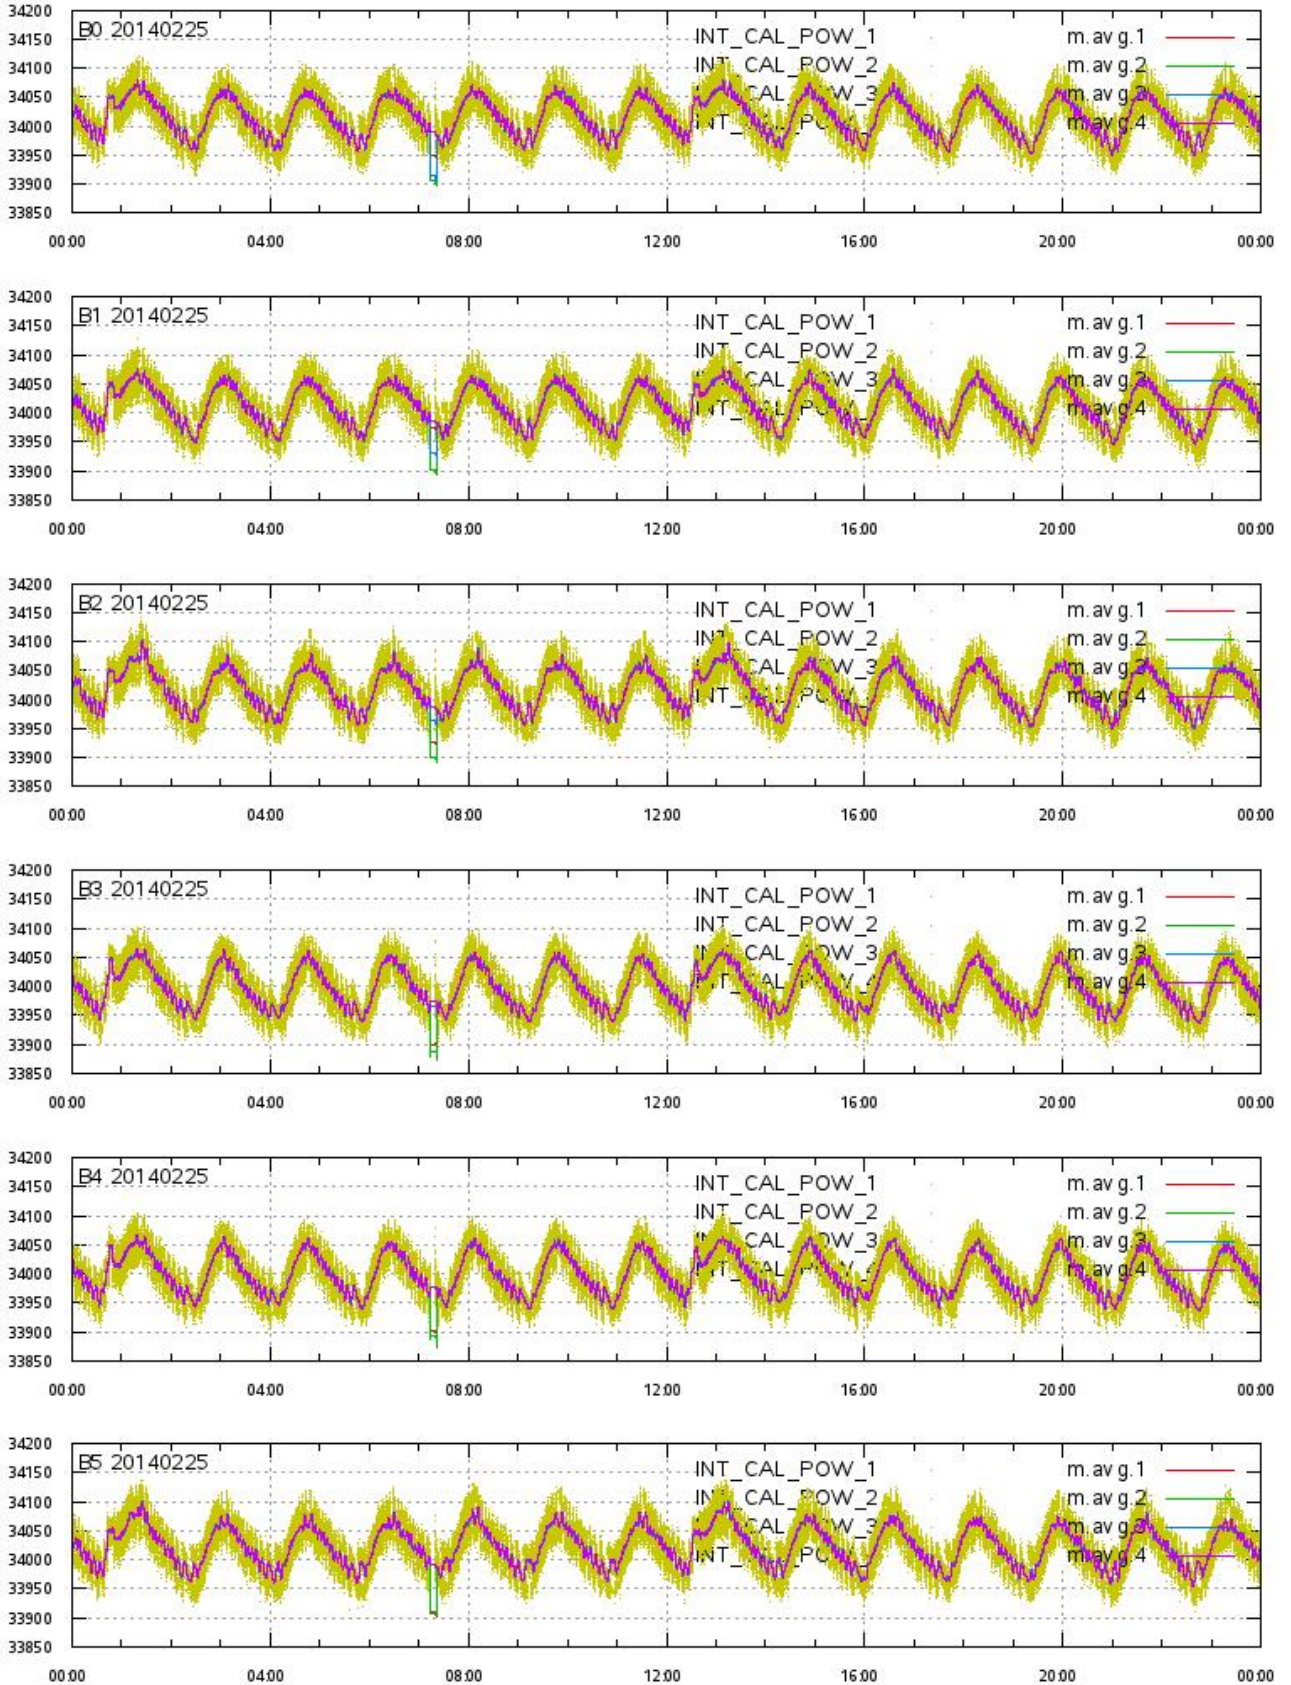 34200
34150 B0 20140225 INT_CAL_POW_1 m.avg.1
34100 INT_CAL_POW_2 m.avg.2
34050 m.avg.3
34000 m.avg.4
33950
33900
33850
00:00 04:00 08:00 12:00 16:00 20:00 00:00
34200
34150 B1 20140225 INT_CAL_POW_1 m.avg.1
34100 INT_CAL_POW_2 m.avg.2
34050 m.avg.3
34000 m.avg.4
33950
33900
33850
00:00 04:00 08:00 12:00 16:00 20:00 00:00
34200
34150 B2 20140225 INT_CAL_POW_1 m.avg.1
34100 INT_CAL_POW_2 m.avg.2
34050 m.avg.3
34000 m.avg.4
33950
33900
33850
00:00 04:00 08:00 12:00 16:00 20:00 00:00
34200
34150 B3 20140225 INT_CAL_POW_1 m.avg.1
34100 INT_CAL_POW_2 m.avg.2
34050 m.avg.3
34000 m.avg.4
33950
33900
33850
00:00 04:00 08:00 12:00 16:00 20:00 00:00
34200
34150 B4 20140225 INT_CAL_POW_1 m.avg.1
34100 INT_CAL_POW_2 m.avg.2
34050 m.avg.3
34000 m.avg.4
33950
33900
33850
00:00 04:00 08:00 12:00 16:00 20:00 00:00
34200
34150 B5 20140225 INT_CAL_POW_1 m.avg.1
34100 INT_CAL_POW_2 m.avg.2
34050 m.avg.3
34000 m.avg.4
33950
33900
33850
00:00 04:00 08:00 12:00 16:00 20:00 00:00